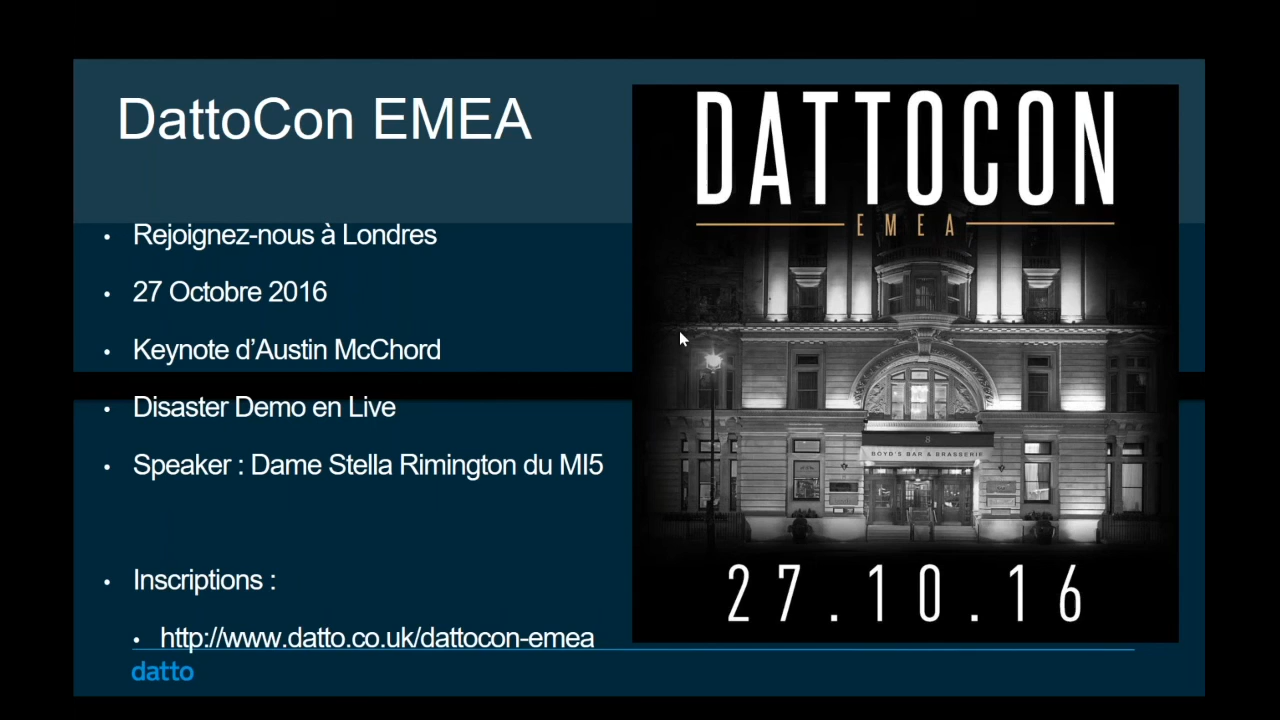 DattoCon EMEA
Rejoignez-nous à Londres
27 Octobre 2016
Keynote d’Austin McChord
Disaster Demo en Live
Speaker : Dame Stella Rimington du MI5
Inscriptions :
http://www.datto.co.uk/dattocon-emea
datto
DATTOCON
EMEA
8
BOYD'S BAR & BRASSERIE
27.10.16